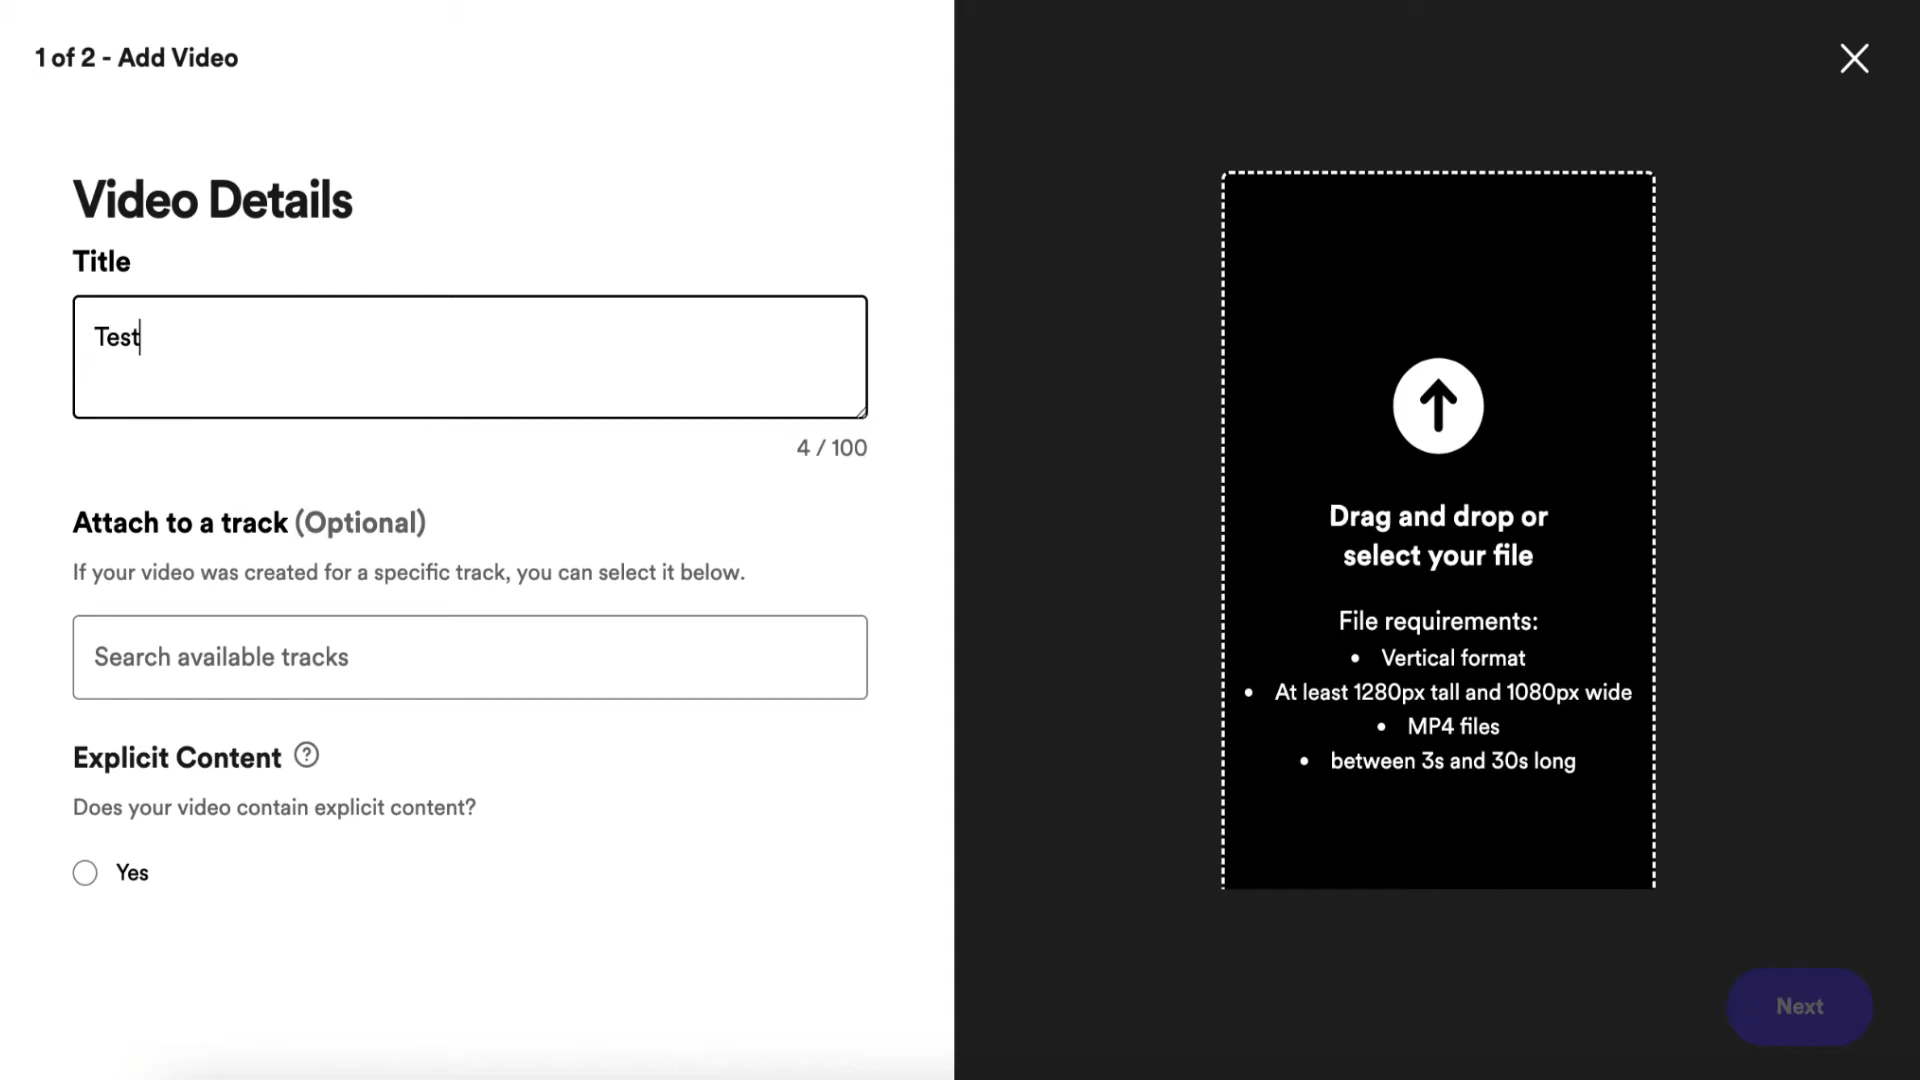 1 of 2 - Add Video
Video Details
Title
Test
4 / 100
Attach to a track (Optional)
If your video was created for a specific track, you can select it below.
Search available tracks
Explicit Content ?
Does your video contain explicit content?
Yes
Drag and drop or
select your file
File requirements:
• Vertical format
• At least 1280px tall and 1080px wide
• MP4 files
• between 3s and 30s long
Next